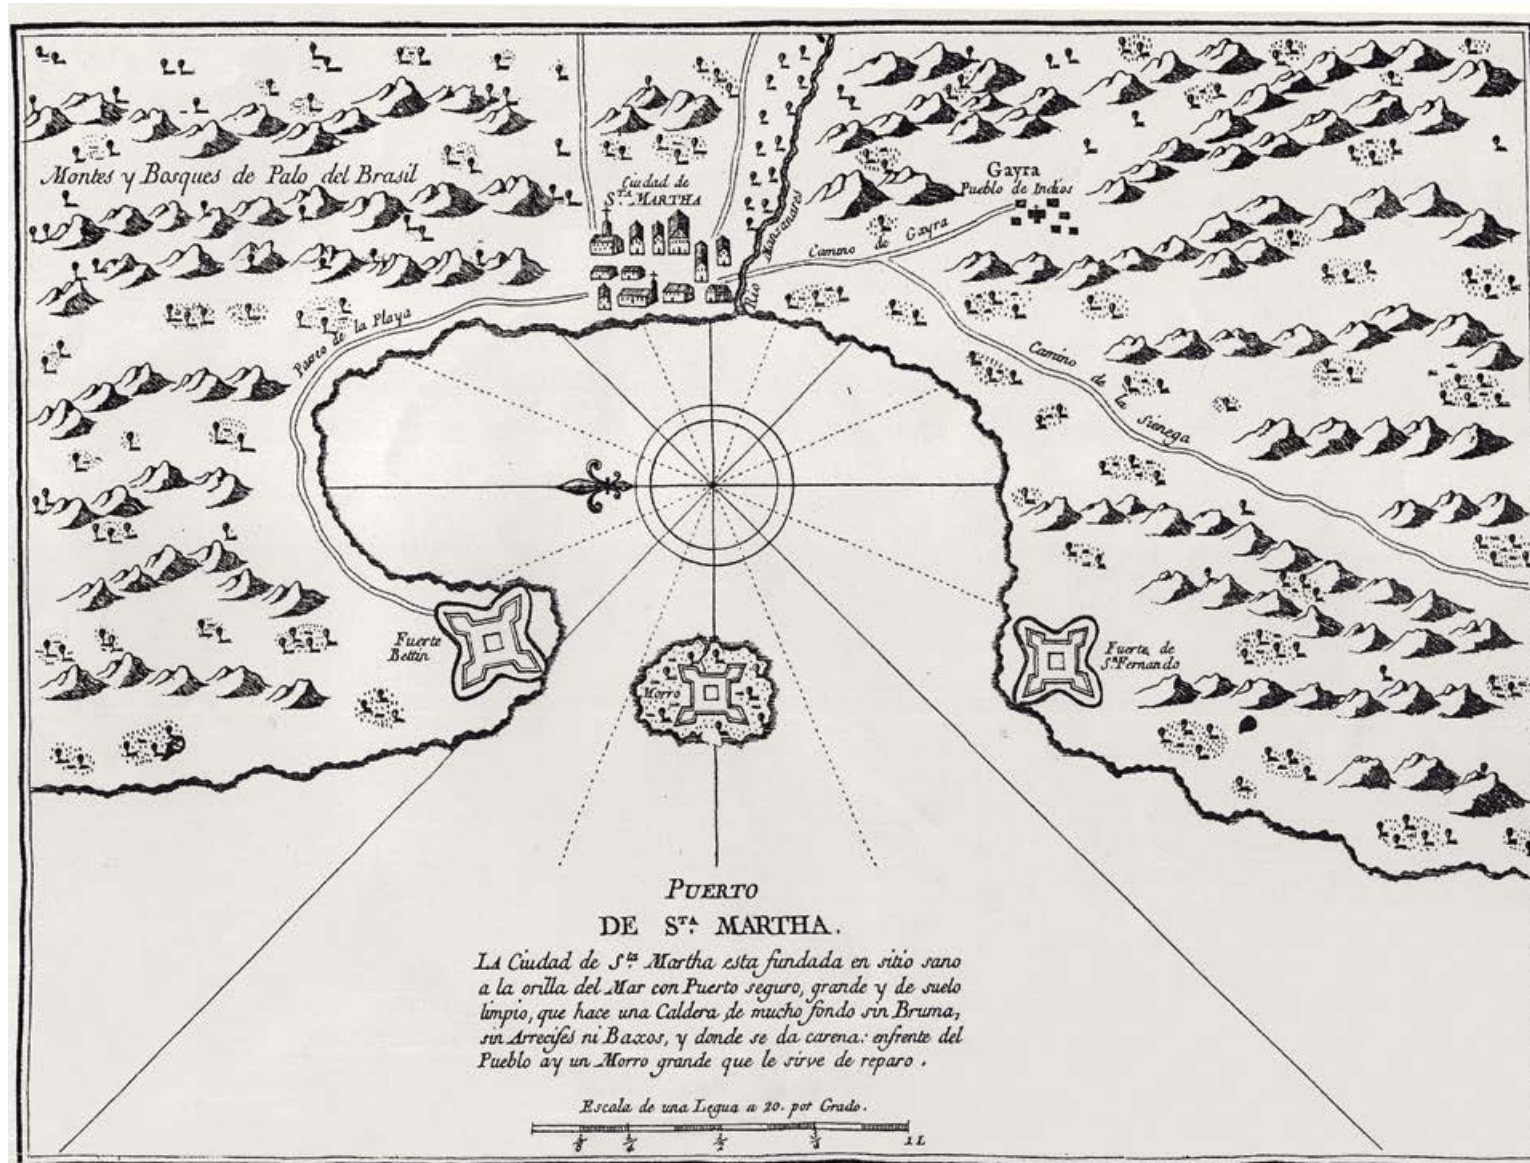 Montes y Bosques de Palo del Brasil
Ciudad de
S.TA MARTHA
Gayra
Pueblo de Indios
Rio Manzanares
Camino de Gayra
Paseo de la Playa
Camino de la Sienega
Fuerte
Bettin
Morro
Fuerte de
Sn. Fernando
PUERTO
DE S.TA MARTHA.
LA Ciudad de S.ta Martha esta fundada en sitio sano
a la orilla del Mar con Puerto seguro, grande y de suelo
limpio, que hace una Caldera de mucho fondo sin Bruma,
sin Arrecifes ni Baxos, y donde se da carena: enfrente del
Pueblo ay un Morro grande que le sirve de reparo.
Escala de una Legua a 20. por Grado.
1/8 1/4 1/2 1 L